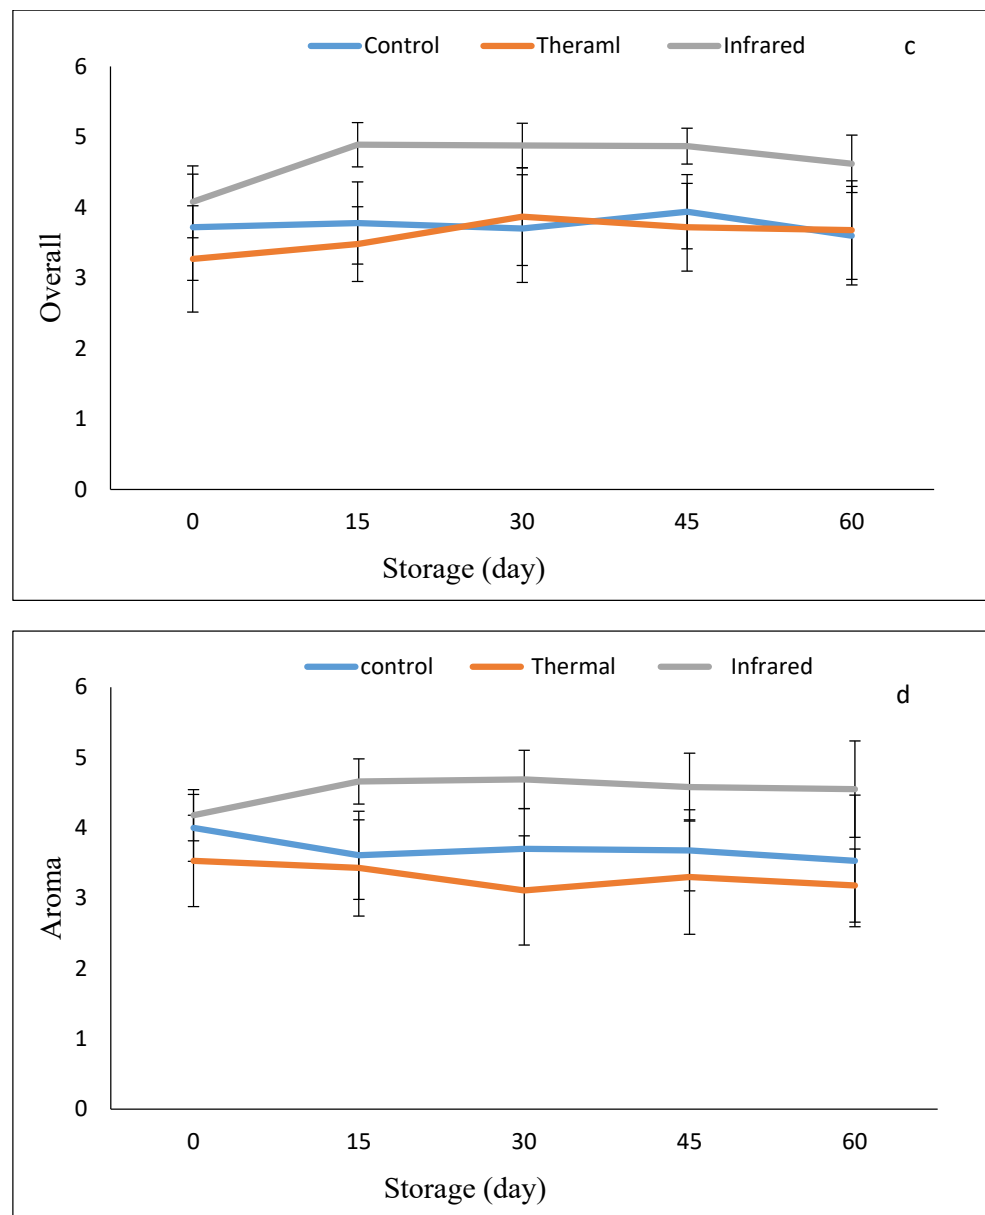 Control Theraml Infrared c
6
5
4
3
2
1
0
Overall
0 15 30 45 60
Storage (day)
control Thermal Infrared d
6
5
4
3
2
1
0
Aroma
0 15 30 45 60
Storage (day)